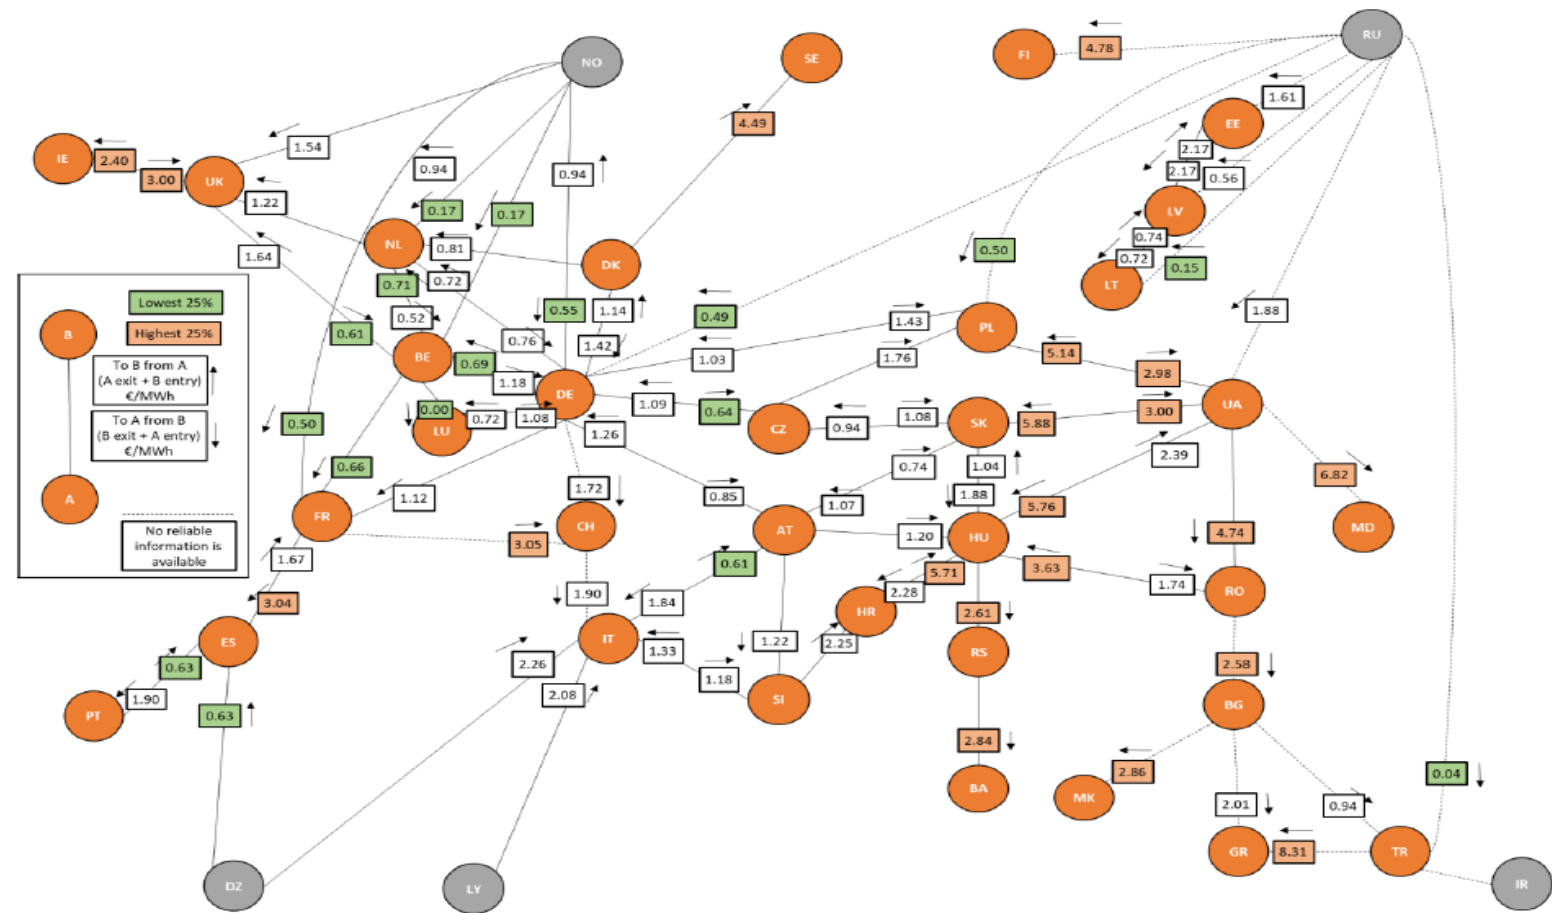 NO
SE
FI
4.78
RU
1.61
EE
4.49
2.17
1.54
IE
2.40
3.00
UK
0.94
0.94
2.17
0.56
1.22
0.17
0.17
LV
NL
0.81
0.74
1.64
0.50
0.72
0.15
DK
LT
0.71
0.72
Lowest 25%
B
Highest 25%
0.61
0.52
0.55
1.14
0.49
1.43
PL
1.88
0.76
1.42
BE
0.69
1.03
1.76
5.14
To B from A
(A exit + B entry)
€/MWh
1.18
2.98
DE
1.09
0.64
0.00
0.72
1.08
LU
1.26
CZ
0.94
1.08
SK
5.88
3.00
UA
To A from B
(B exit + A entry)
€/MWh
0.50
0.66
0.74
1.04
2.39
6.82
A
1.12
1.72
0.85
1.07
1.88
5.76
FR
CH
AT
MD
No reliable
information is
available
3.05
1.20
HU
4.74
1.67
0.61
5.71
3.63
1.74
RO
3.04
1.90
1.84
2.28
HR
2.61
ES
IT
1.33
1.22
2.25
RS
0.63
2.26
1.18
2.58
1.90
2.08
PT
0.63
SI
BG
2.84
2.86
0.04
BA
MK
2.01
0.94
GR
8.31
TR
DZ
LY
IR